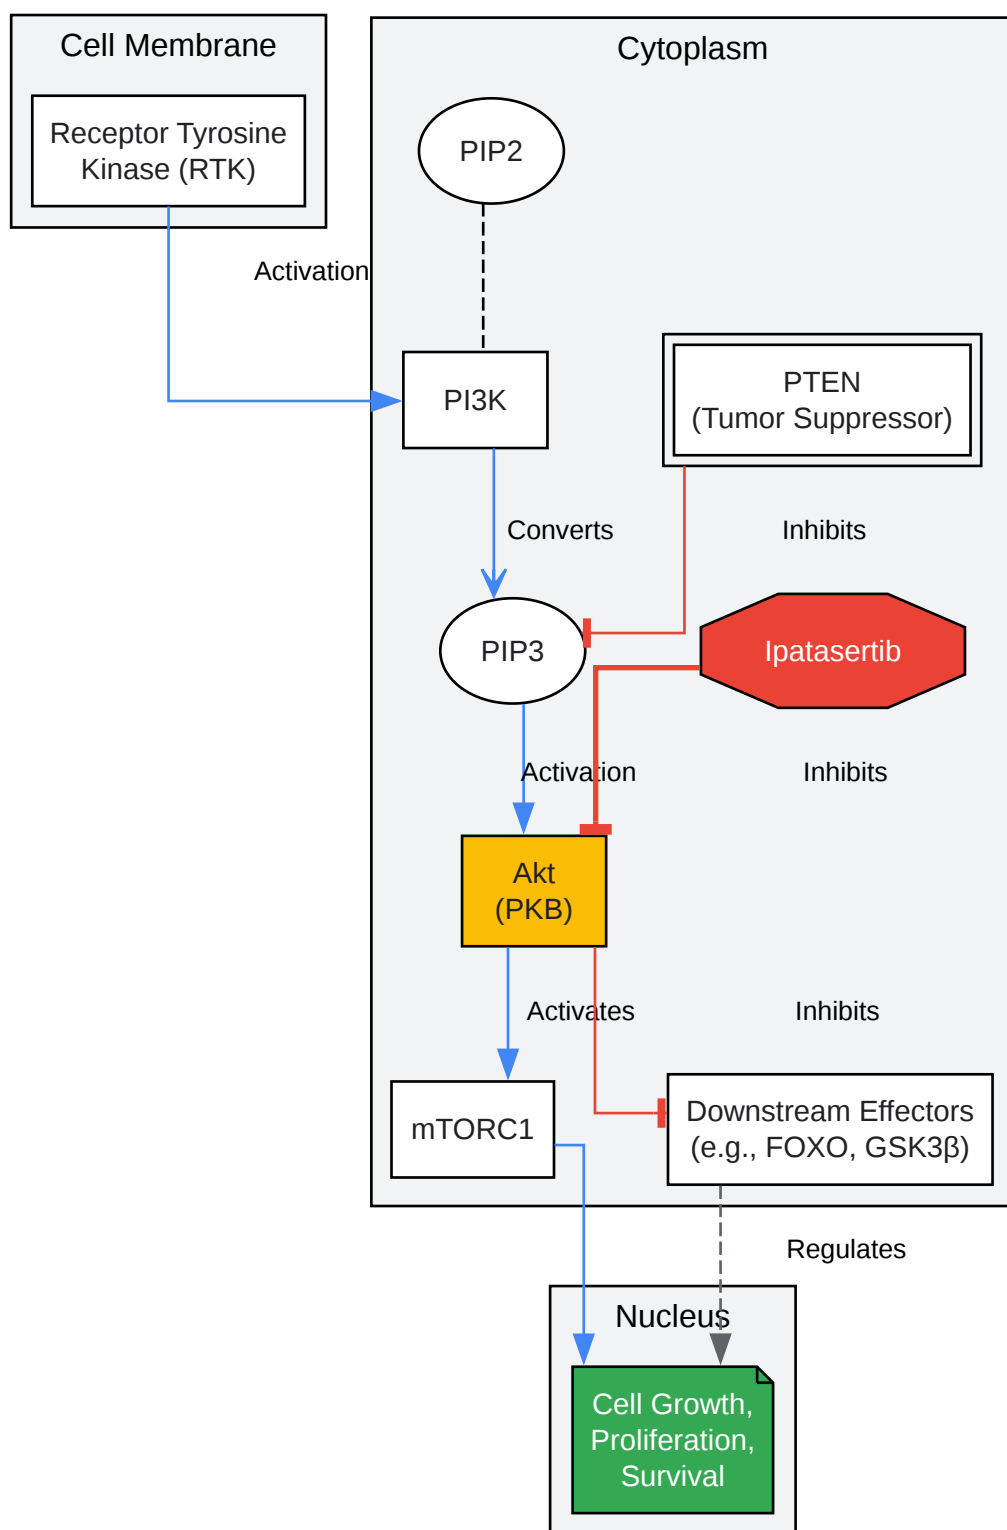 Cell Membrane
Receptor Tyrosine
Kinase (RTK)
Cytoplasm
PIP2
Activation
PI3K
PTEN
(Tumor Suppressor)
Converts
Inhibits
PIP3
Ipatasertib
Activation
Inhibits
Akt
(PKB)
Activates
Inhibits
mTORC1
Downstream Effectors
(e.g., FOXO, GSK3β)
Regulates
Nucleus
Cell Growth,
Proliferation,
Survival